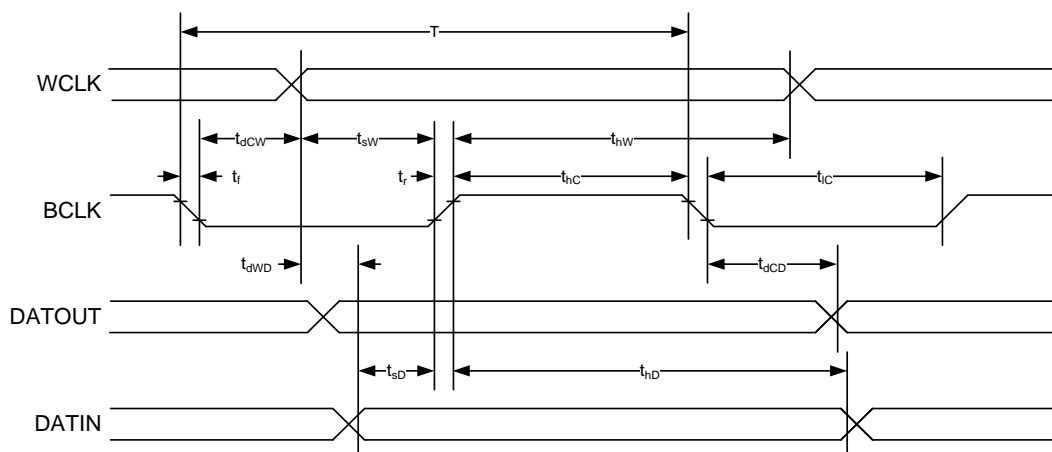 T
WCLK
tdCW
tsW
thW
tf
tr
thC
tlC
BCLK
tdWD
tdCD
DATOUT
tsD
thD
DATIN